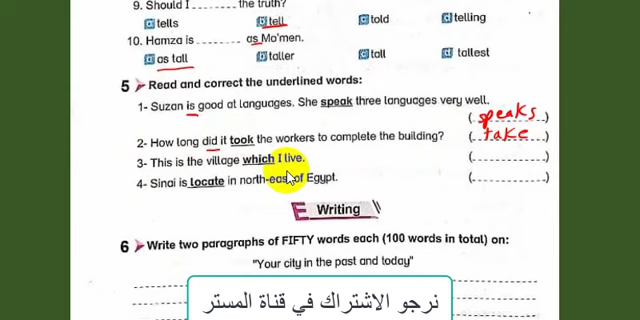 9. Should I ............ the truth?
a tells b tell c told d telling
10. Hamza is ............ as Mo'men.
a as tall b taller c tall d tallest
5 Read and correct the underlined words:
1- Suzan is good at languages. She speak three languages very well.
(speaks)
2- How long did it took the workers to complete the building? (take)
3- This is the village which I live. (............)
4- Sinai is locate in north-east of Egypt. (............)
E Writing
6 Write two paragraphs of FIFTY words each (100 words in total) on:
"Your city in the past and today"
نرجو الاشتراك في قناة المستر